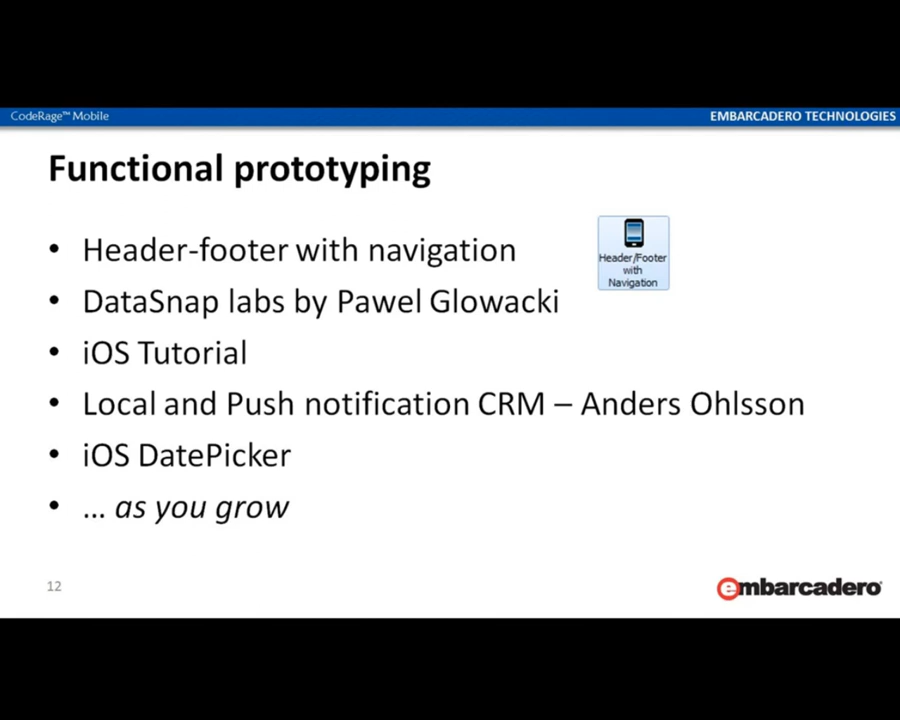 CodeRage™ Mobile
EMBARCADERO TECHNOLOGIES
Functional prototyping
• Header-footer with navigation
Header/Footer
with
Navigation
• DataSnap labs by Pawel Glowacki
• iOS Tutorial
• Local and Push notification CRM – Anders Ohlsson
• iOS DatePicker
• ... as you grow
12
embarcadero®